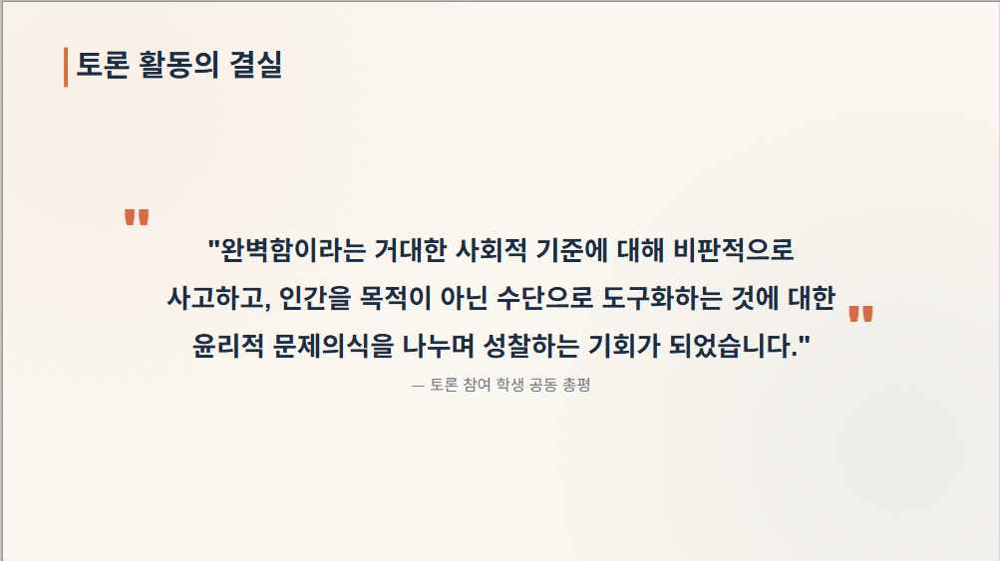 토론 활동의 결실
"
"완벽함이라는 거대한 사회적 기준에 대해 비판적으로
사고하고, 인간을 목적이 아닌 수단으로 도구화하는 것에 대한
"
윤리적 문제의식을 나누며 성찰하는 기회가 되었습니다."
— 토론 참여 학생 공동 총평